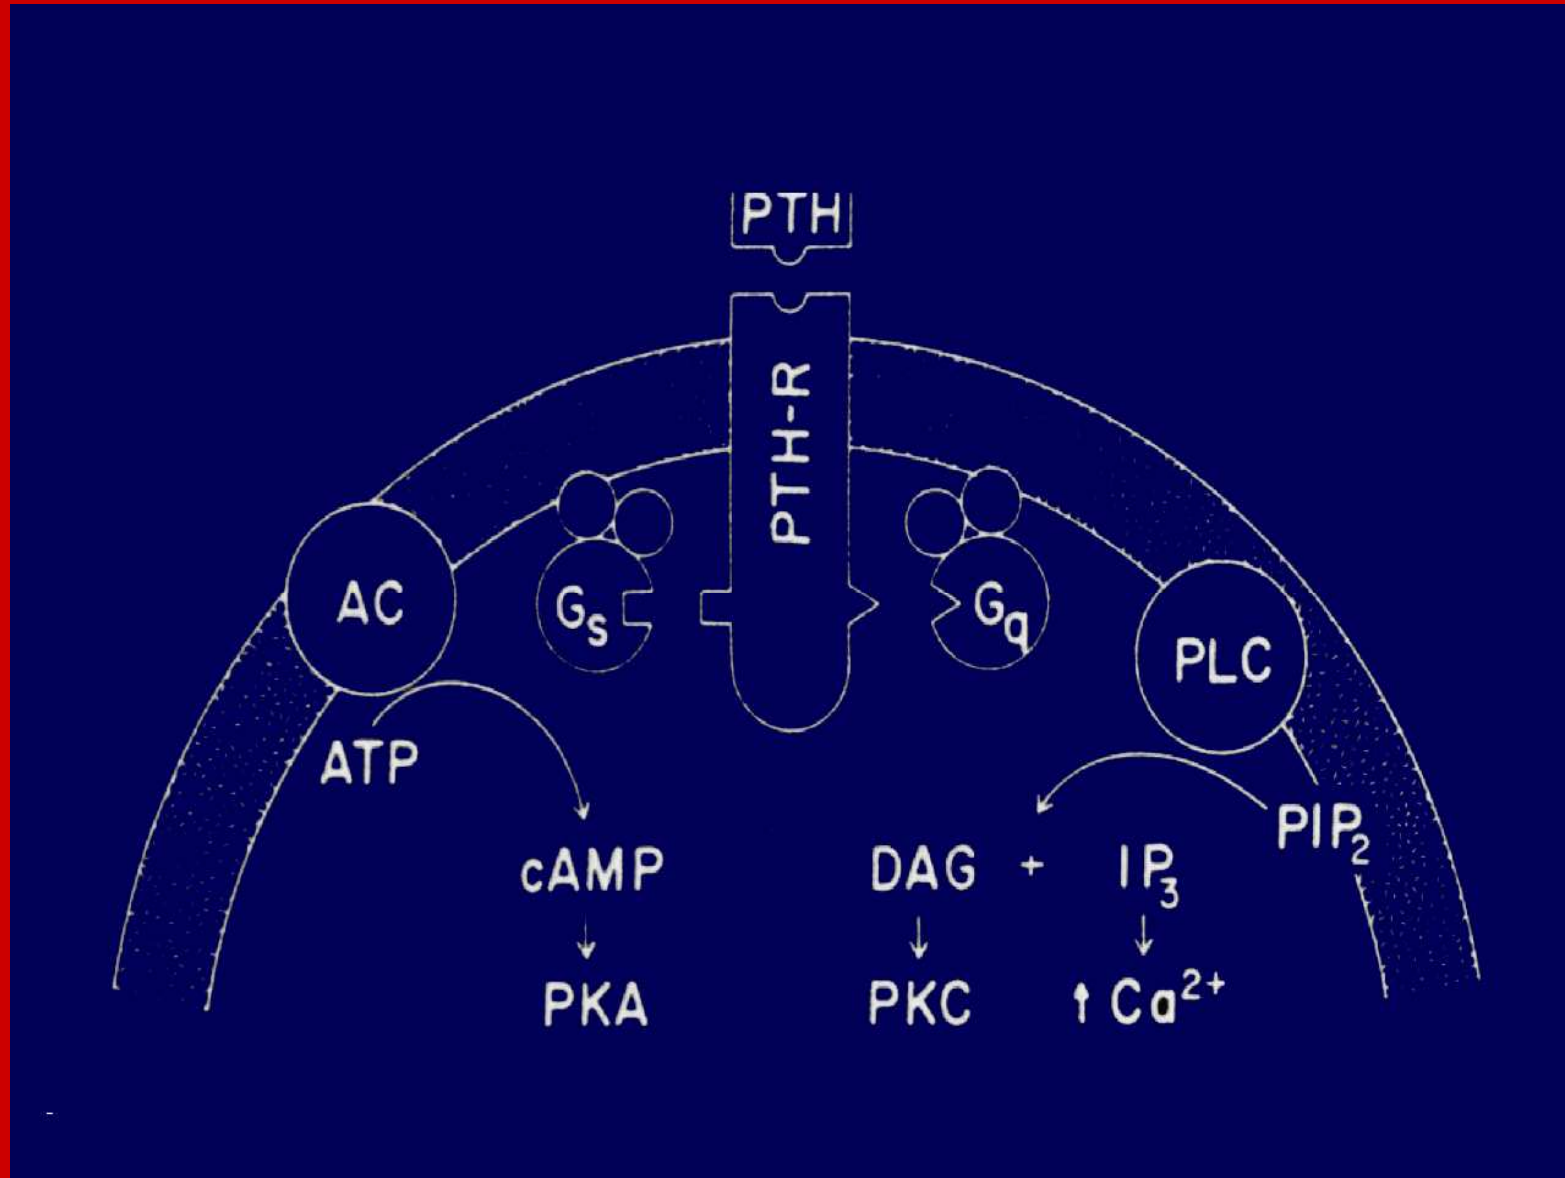 PTH
PTH-R
AC
Gs
Gq
PLC
ATP
PIP2
cAMP
DAG + IP3
PKA
PKC
↑ Ca2+